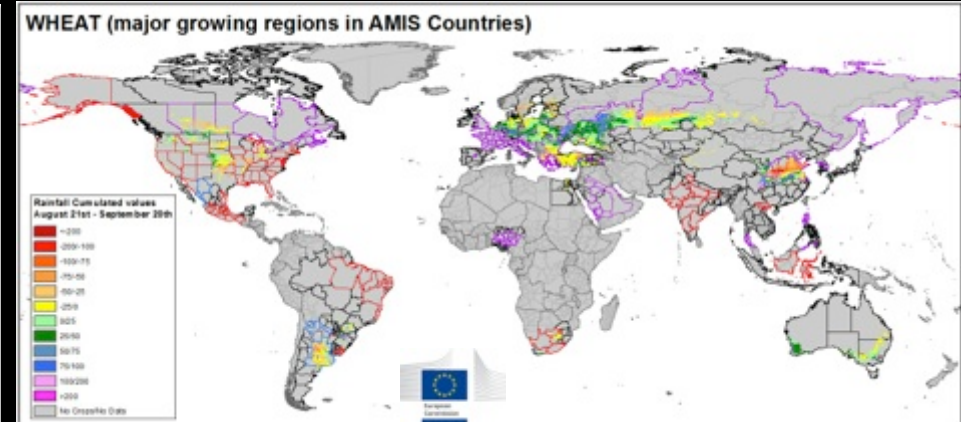 WHEAT (major growing regions in AMIS Countries)
Rainfall Cumulated values
August 21st - September 20th
<-200
-200/-100
-100/-75
-75/-50
-50/-25
-25/0
0/25
25/50
50/75
75/100
100/200
>200
No Crops/No Data
European
Commission